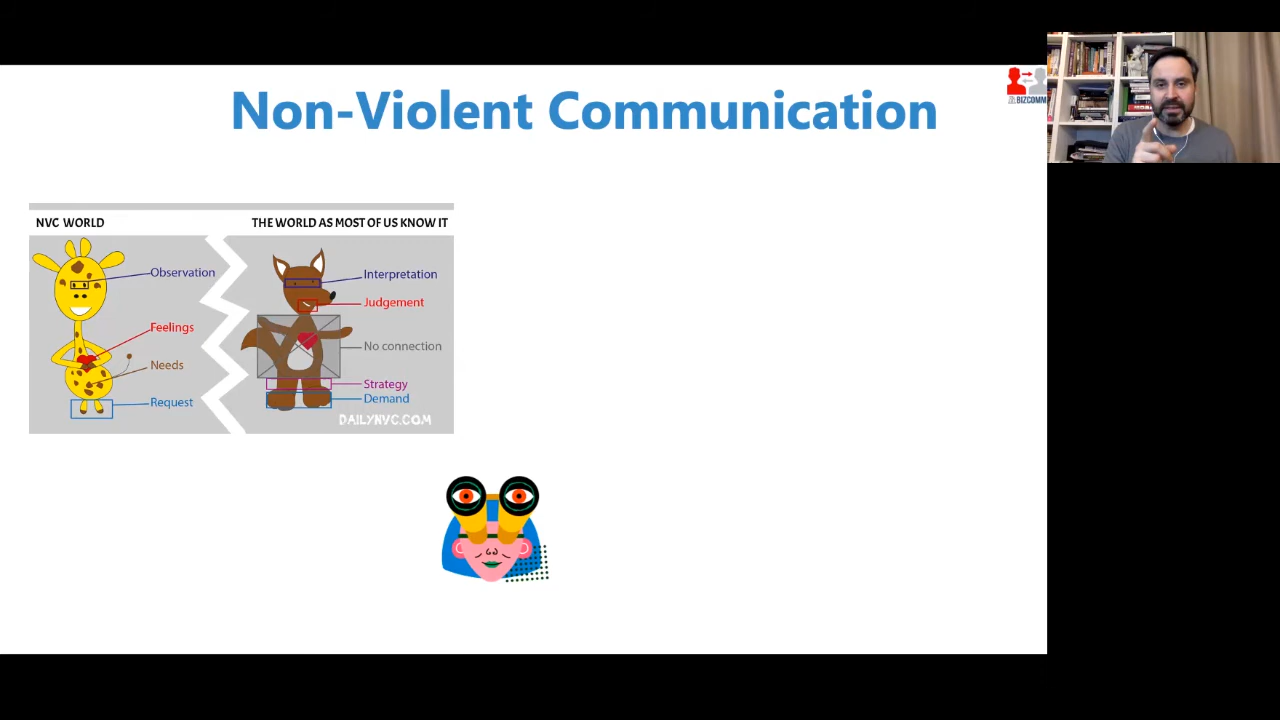 Non-Violent Communication
BIZCOMM
NVC WORLD
THE WORLD AS MOST OF US KNOW IT
Observation
Feelings
Needs
Request
Interpretation
Judgement
No connection
Strategy
Demand
DAILYNVC.COM